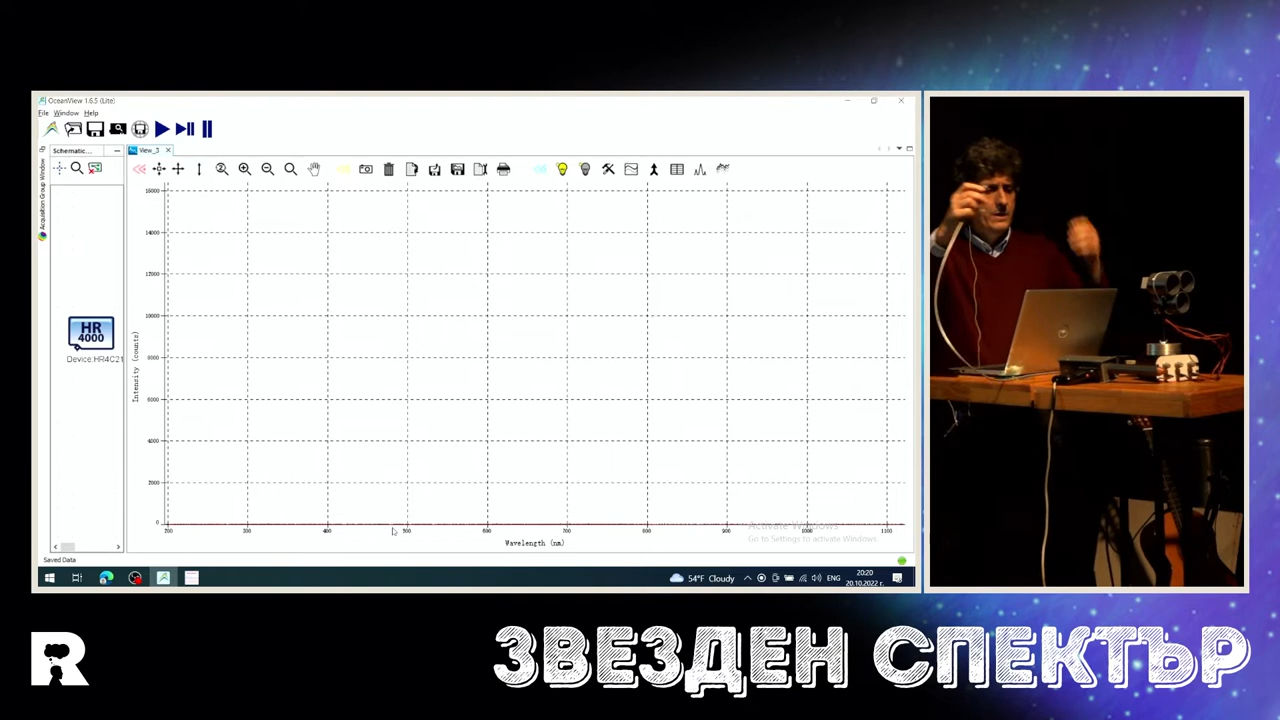 OceanView 1.6.5 (Lite)
File Window Help
Schematic...
View_3
Acquisition Group Window
HR
4000
Device:HR4C21
Intensity (counts)
16000
14000
12000
10000
8000
6000
4000
2000
0
200 300 400 500 600 700 800 900 1000 1100
Wavelength (nm)
Activate Windows
Go to Settings to activate Windows.
Saved Data
54°F Cloudy
ENG
20:20
20.10.2022 г.
R
ЗВЕЗДЕН СПЕКТЪР